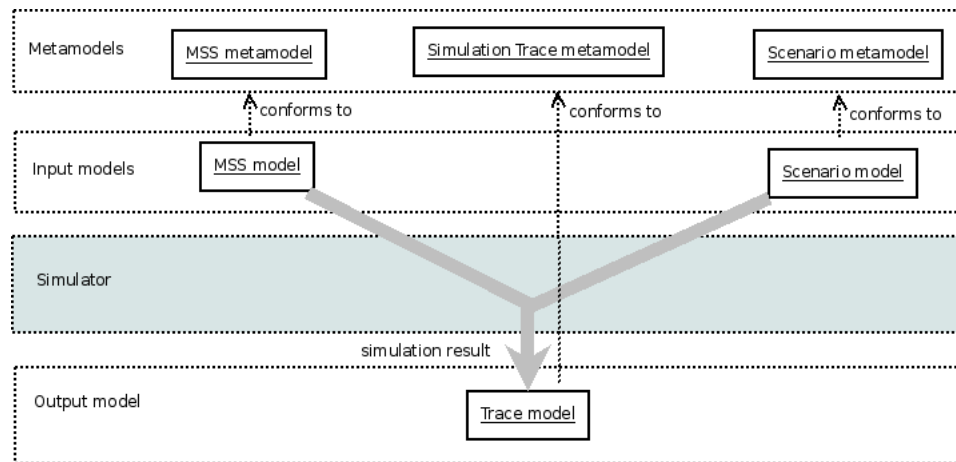 Metamodels
MSS metamodel
Simulation Trace metamodel
Scenario metamodel
conforms to
conforms to
conforms to
Input models
MSS model
Scenario model
Simulator
simulation result
Output model
Trace model